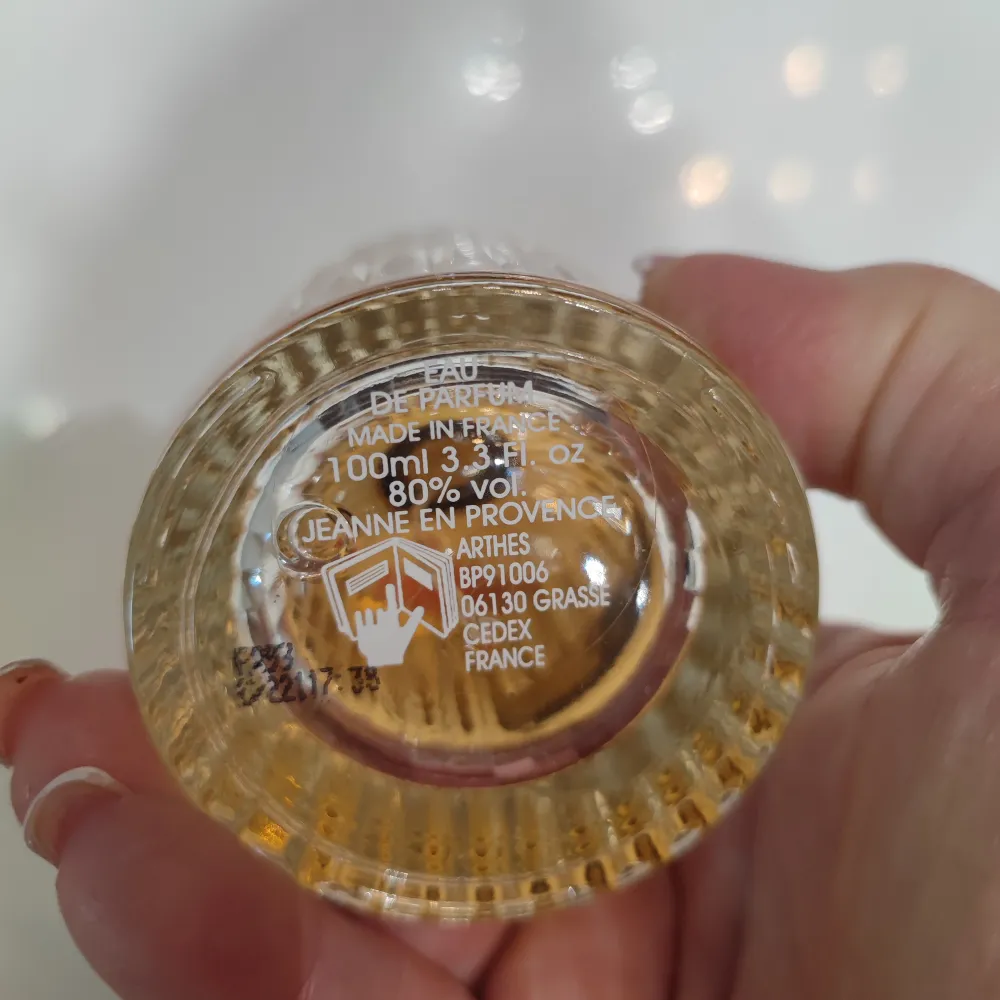 EAU
DE PARFUM
MADE IN FRANCE
100ml 3.3 Fl. oz
80% vol.
JEANNE EN PROVENCE
ARTHES
BP91006
06130 GRASSE
CEDEX
FRANCE